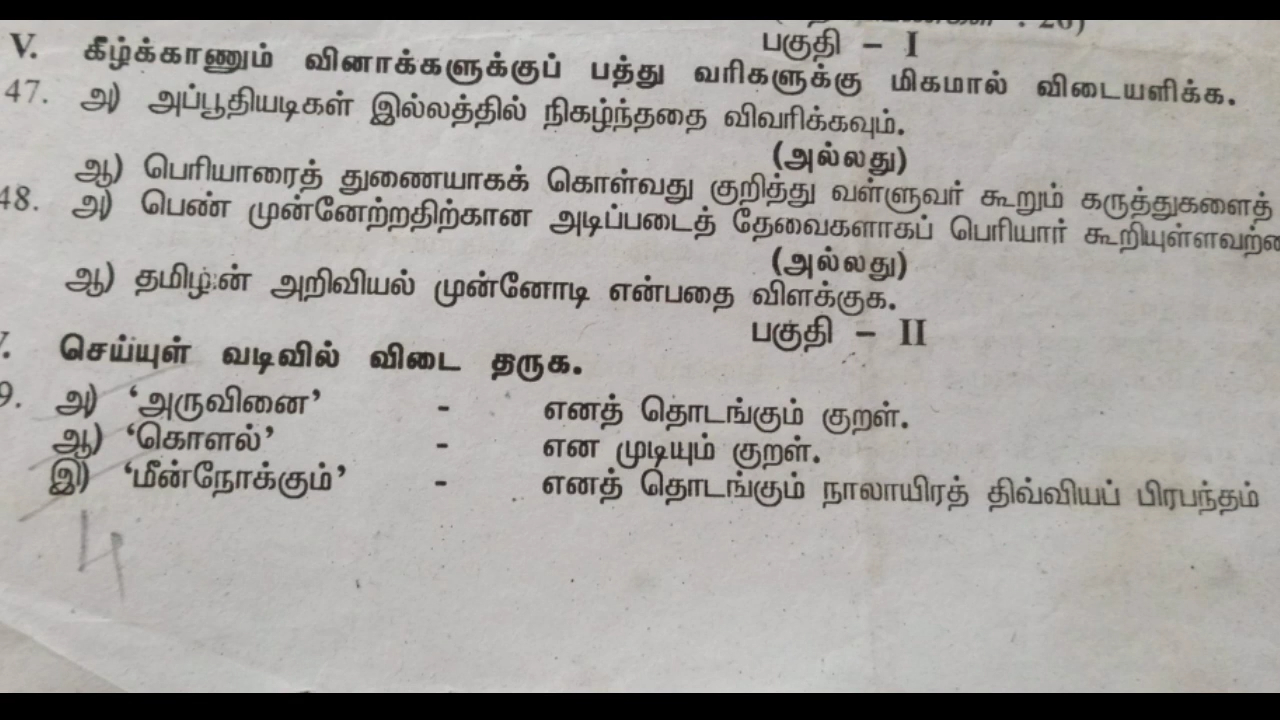 : 26)
பகுதி – I
V. கீழ்க்காணும் வினாக்களுக்குப் பத்து வரிகளுக்கு மிகமால் விடையளிக்க.
47. அ) அப்பூதியடிகள் இல்லத்தில் நிகழ்ந்ததை விவரிக்கவும்.
(அல்லது)
ஆ) பெரியாரைத் துணையாகக் கொள்வது குறித்து வள்ளுவர் கூறும் கருத்துகளைத்
48. அ) பெண் முன்னேற்றதிற்கான அடிப்படைத் தேவைகளாகப் பெரியார் கூறியுள்ளவற்
(அல்லது)
ஆ) தமிழன் அறிவியல் முன்னோடி என்பதை விளக்குக.
பகுதி – II
செய்யுள் வடிவில் விடை தருக.
9. அ) ‘அருவினை’ - எனத் தொடங்கும் குறள்.
ஆ) ‘கொளல்’ - என முடியும் குறள்.
இ) ‘மீன்நோக்கும்’ - எனத் தொடங்கும் நாலாயிரத் திவ்வியப் பிரபந்தம்
4